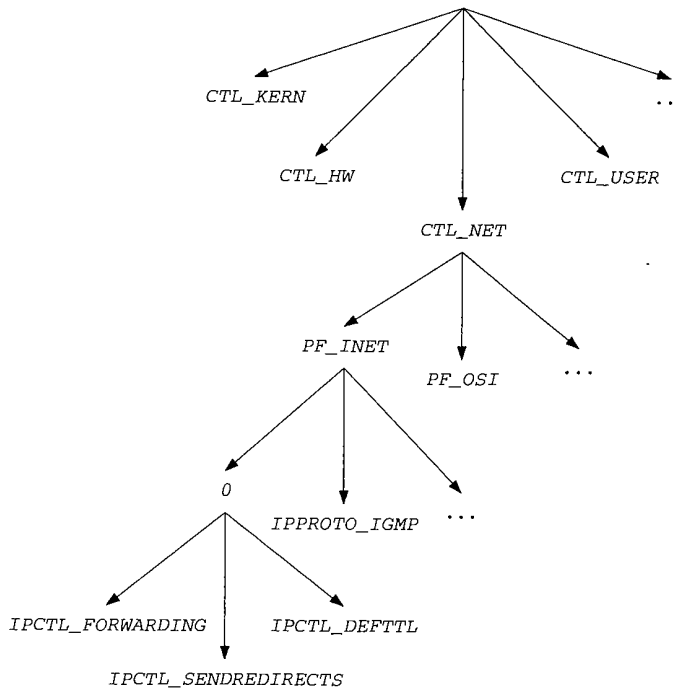 CTL_KERN
..
CTL_HW
CTL_USER
CTL_NET
PF_INET
PF_OSI
...
0
IPPROTO_IGMP
...
IPCTL_FORWARDING
IPCTL_DEFTTL
IPCTL_SENDREDIRECTS